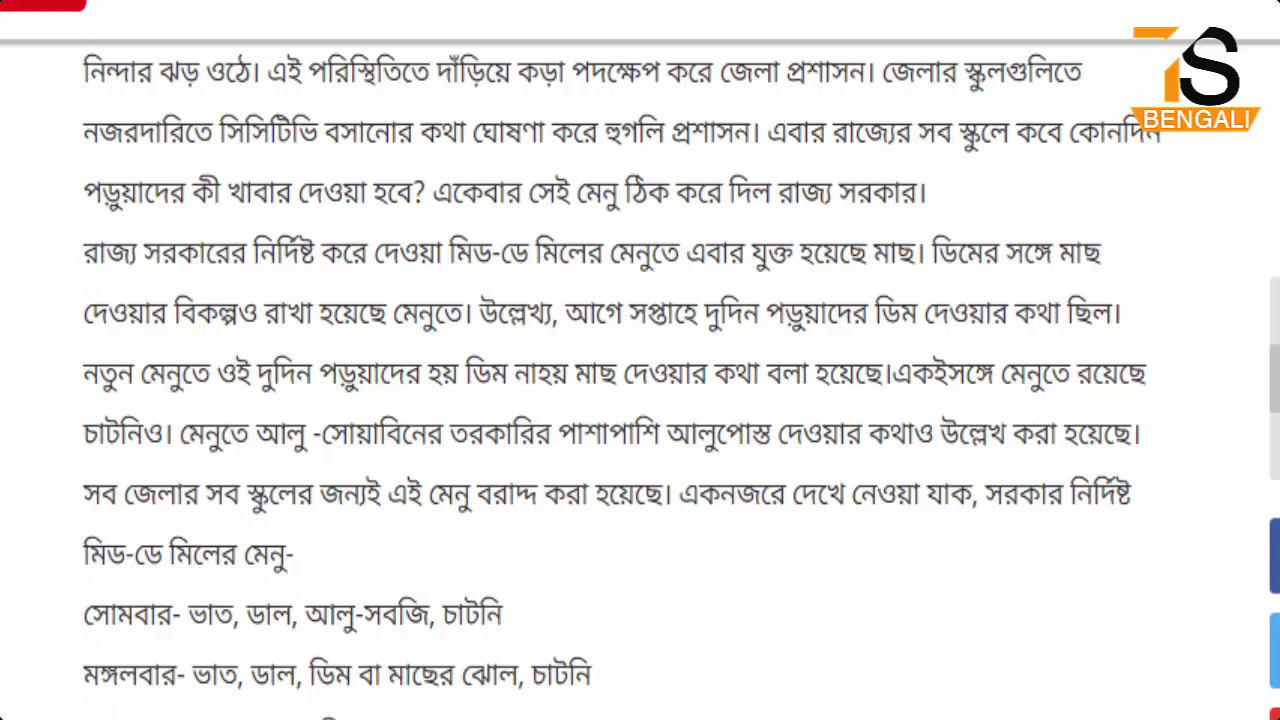 নিন্দার ঝড় ওঠে। এই পরিস্থিতিতে দাঁড়িয়ে কড়া পদক্ষেপ করে জেলা প্রশাসন। জেলার স্কুলগুলিতে
নজরদারিতে সিসিটিভি বসানোর কথা ঘোষণা করে হুগলি প্রশাসন। এবার রাজ্যের সব স্কুলে কবে কোনদিন
পড়ুয়াদের কী খাবার দেওয়া হবে? একেবার সেই মেনু ঠিক করে দিল রাজ্য সরকার।
রাজ্য সরকারের নির্দিষ্ট করে দেওয়া মিড-ডে মিলের মেনুতে এবার যুক্ত হয়েছে মাছ। ডিমের সঙ্গে মাছ
দেওয়ার বিকল্পও রাখা হয়েছে মেনুতে। উল্লেখ্য, আগে সপ্তাহে দুদিন পড়ুয়াদের ডিম দেওয়ার কথা ছিল।
নতুন মেনুতে ওই দুদিন পড়ুয়াদের হয় ডিম নাহয় মাছ দেওয়ার কথা বলা হয়েছে।একইসঙ্গে মেনুতে রয়েছে
চাটনিও। মেনুতে আলু -সোয়াবিনের তরকারির পাশাপাশি আলুপোস্ত দেওয়ার কথাও উল্লেখ করা হয়েছে।
সব জেলার সব স্কুলের জন্যই এই মেনু বরাদ্দ করা হয়েছে। একনজরে দেখে নেওয়া যাক, সরকার নির্দিষ্ট
মিড-ডে মিলের মেনু-
সোমবার- ভাত, ডাল, আলু-সবজি, চাটনি
মঙ্গলবার- ভাত, ডাল, ডিম বা মাছের ঝোল, চাটনি
BENGALI